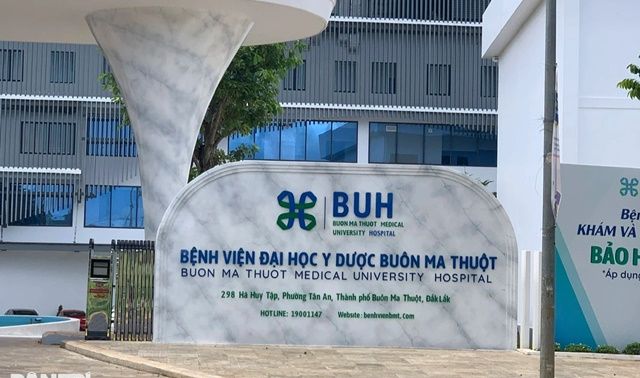 BUH
BUON MA THUOT MEDICAL
UNIVERSITY HOSPITAL
BỆNH VIỆN ĐẠI HỌC Y DƯỢC BUÔN MA THUỘT
BUON MA THUOT MEDICAL UNIVERSITY HOSPITAL
298 Hà Huy Tập, Phường Tân An, Thành phố Buôn Ma Thuột, Đắk Lắk
HOTLINE: 19001147 Website: benhvienbmt.com
KHÁM VÀ
BẢO H
"Áp dụng
DÂN TRÍ